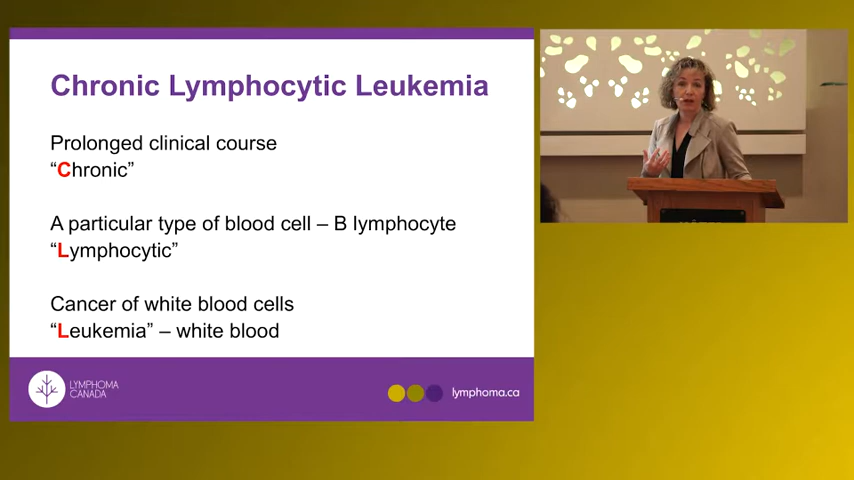 Chronic Lymphocytic Leukemia
Prolonged clinical course
“Chronic”
A particular type of blood cell – B lymphocyte
“Lymphocytic”
Cancer of white blood cells
“Leukemia” – white blood
LYMPHOMA
CANADA
lymphoma.ca